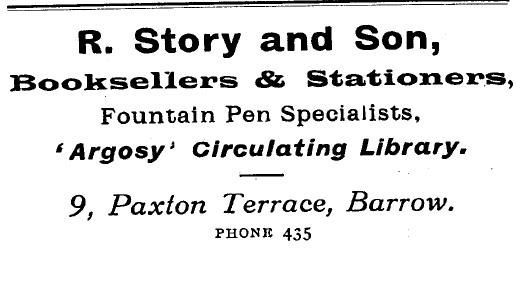 R. Story and Son,
Booksellers & Stationers,
Fountain Pen Specialists,
'Argosy' Circulating Library.
9, Paxton Terrace, Barrow.
PHONE 435